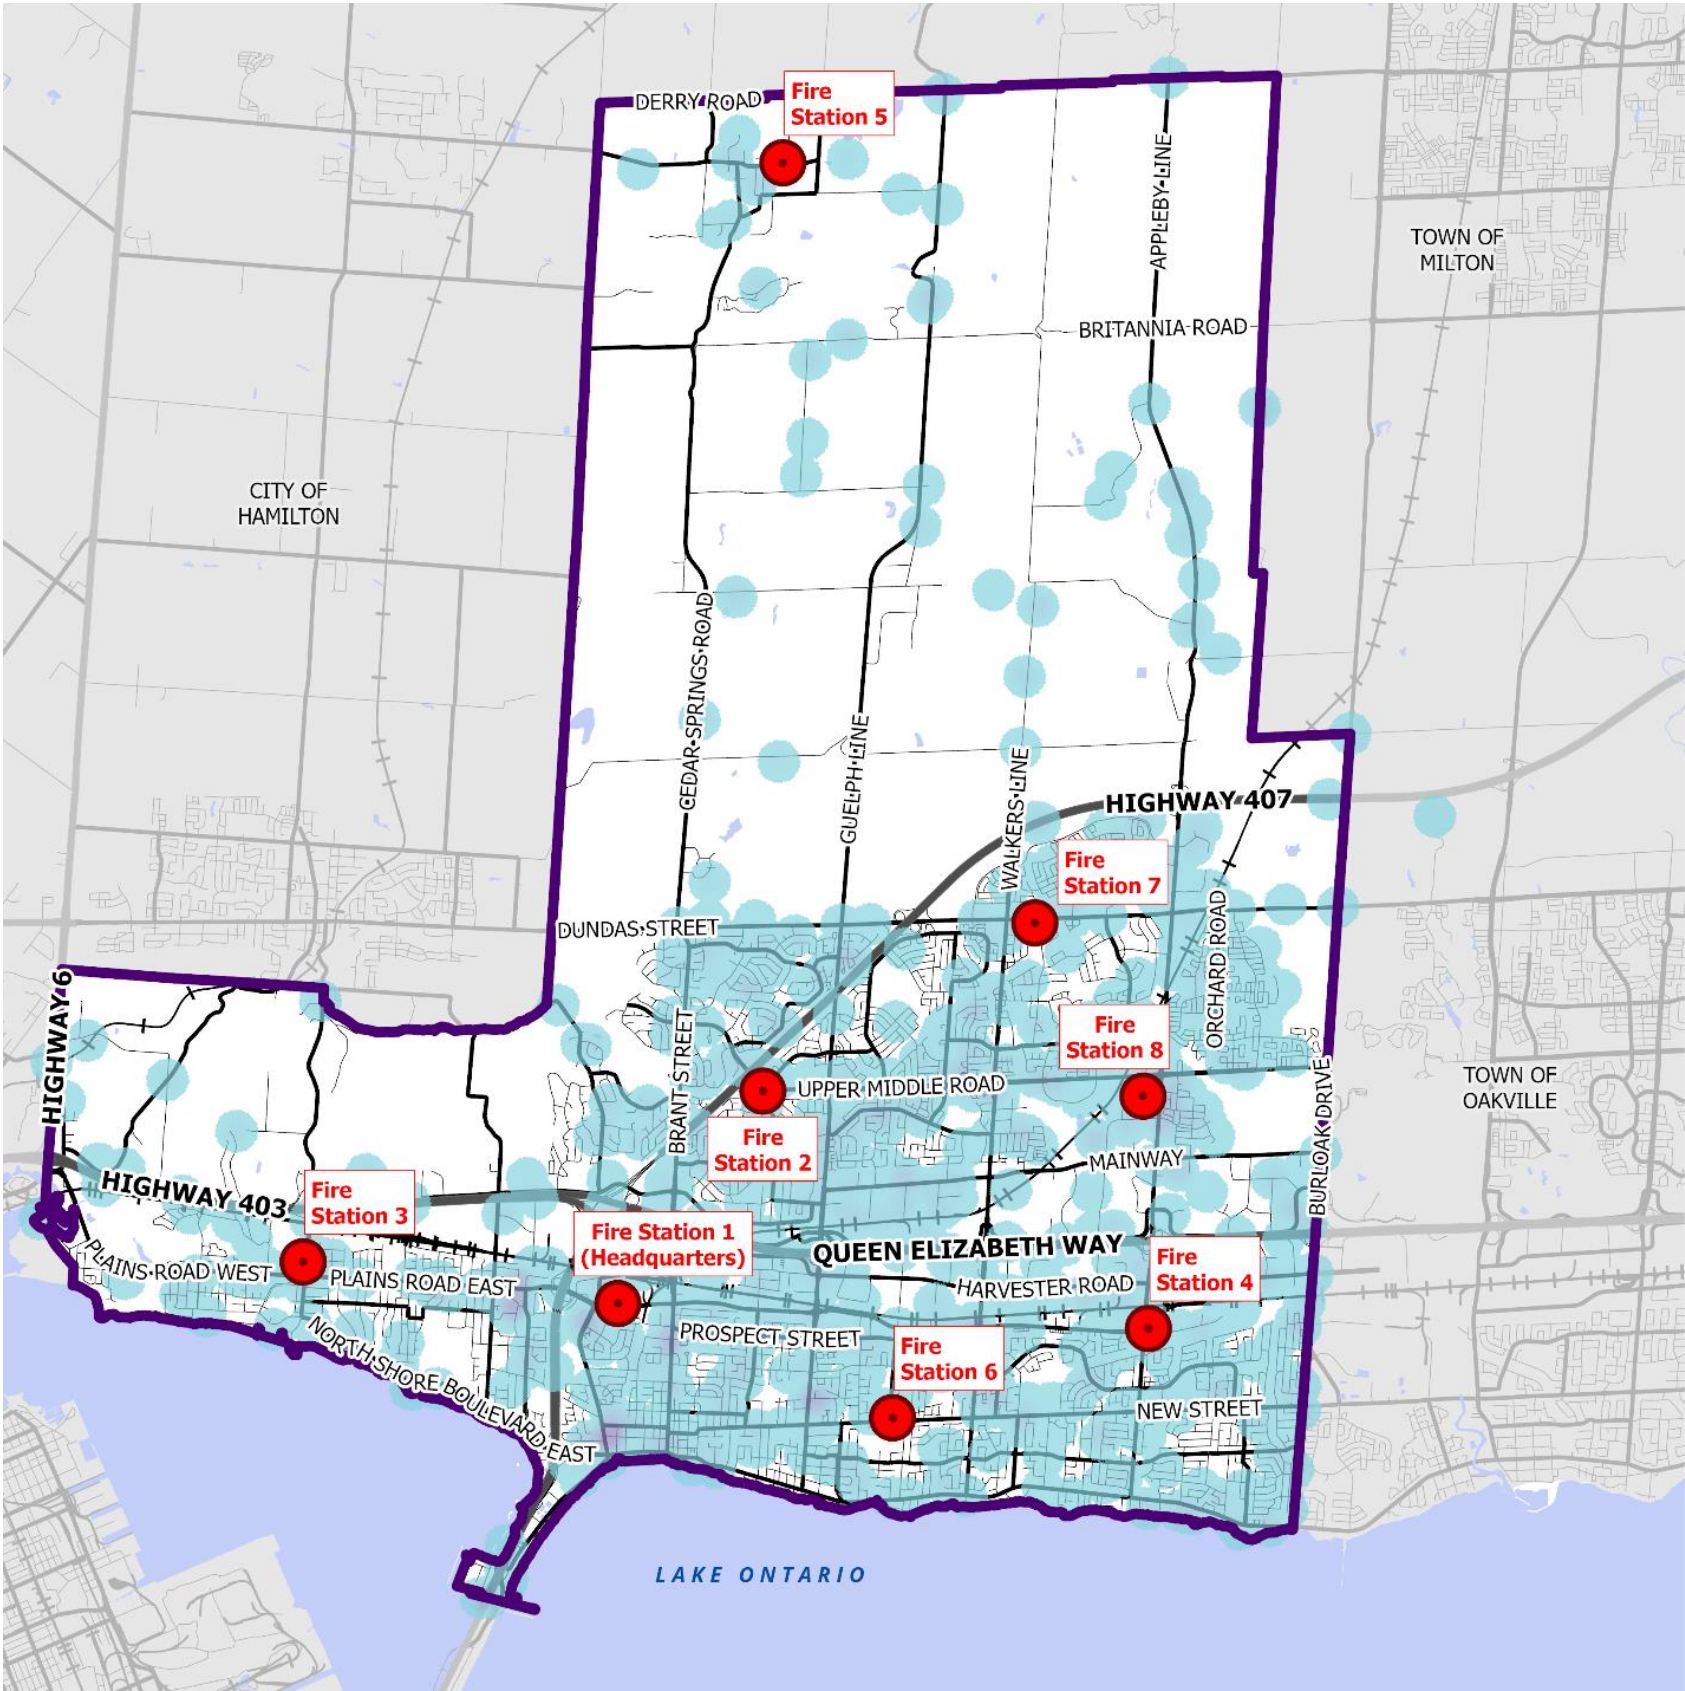 DERRY ROAD
Fire
Station 5
APPLEBY LINE
TOWN OF
MILTON
BRITANNIA ROAD
CITY OF
HAMILTON
CEDAR SPRINGS ROAD
GUELPH LINE
WALKERS LINE
HIGHWAY 407
Fire
Station 7
DUNDAS STREET
ORCHARD ROAD
HIGHWAY 6
BRANT STREET
Fire
Station 8
UPPER MIDDLE ROAD
TOWN OF
OAKVILLE
BURLOAK DRIVE
Fire
Station 2
MAINWAY
HIGHWAY 403
Fire
Station 3
Fire Station 1
(Headquarters)
QUEEN ELIZABETH WAY
PLAINS ROAD WEST
PLAINS ROAD EAST
HARVESTER ROAD
Fire
Station 4
NORTH SHORE BOULEVARD EAST
PROSPECT STREET
Fire
Station 6
NEW STREET
LAKE ONTARIO